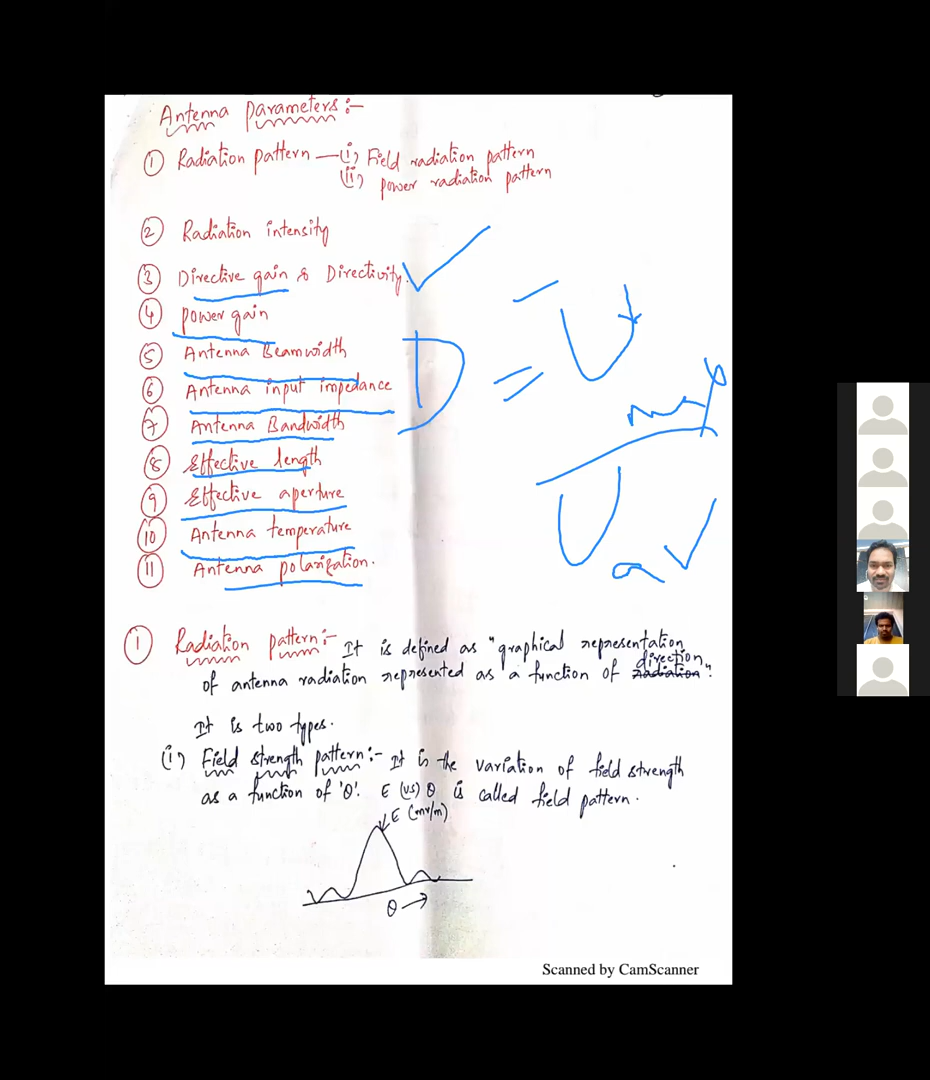 Antenna Parameters:-
① Radiation pattern — (i) Field radiation pattern
(ii) power radiation pattern
② Radiation intensity
③ Directive gain & Directivity.
④ power gain
⑤ Antenna Beamwidth
⑥ Antenna input impedance
⑦ Antenna Bandwidth
⑧ Effective length
⑨ Effective aperture
⑩ Antenna temperature
⑪ Antenna polarization.
D = U
U av
① Radiation pattern:- It is defined as "graphical representation
of antenna radiation represented as a function of radiation direction".
It is two types.
(i) Field strength pattern:- It is the variation of field strength
as a function of 'θ'. E (vs) θ is called field pattern.
E (mv/m)
θ →
Scanned by CamScanner